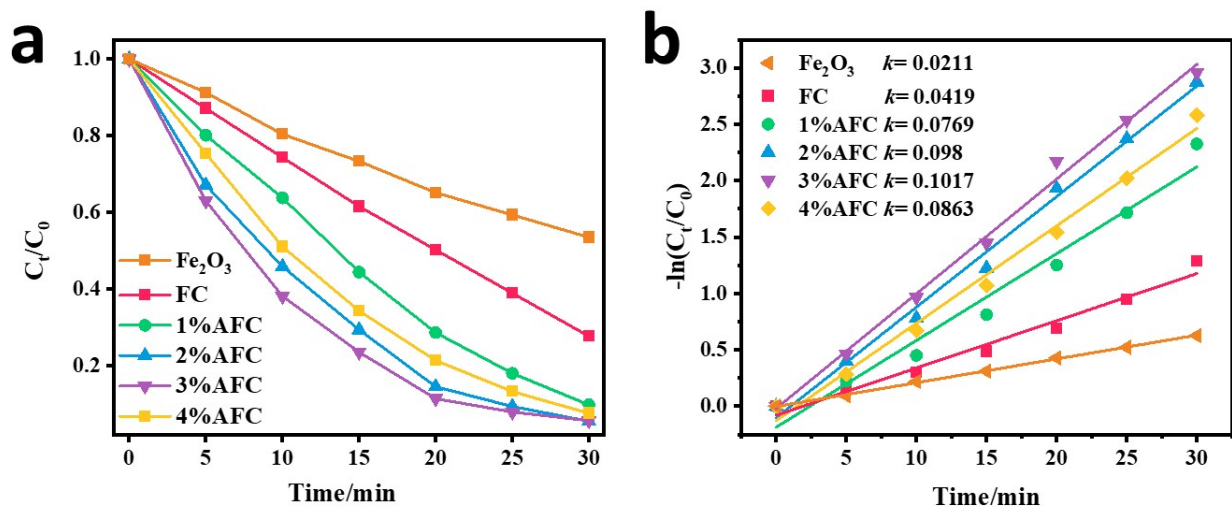 a
1.0
0.8
0.6
0.4
0.2
0
5
10
15
20
25
30
Cₜ/C₀
Time/min
Fe₂O₃
FC
1%AFC
2%AFC
3%AFC
4%AFC
b
3.0
2.5
2.0
1.5
1.0
0.5
0.0
0
5
10
15
20
25
30
-ln(Cₜ/C₀)
Time/min
Fe₂O₃ k= 0.0211
FC k= 0.0419
1%AFC k= 0.0769
2%AFC k= 0.098
3%AFC k= 0.1017
4%AFC k= 0.0863